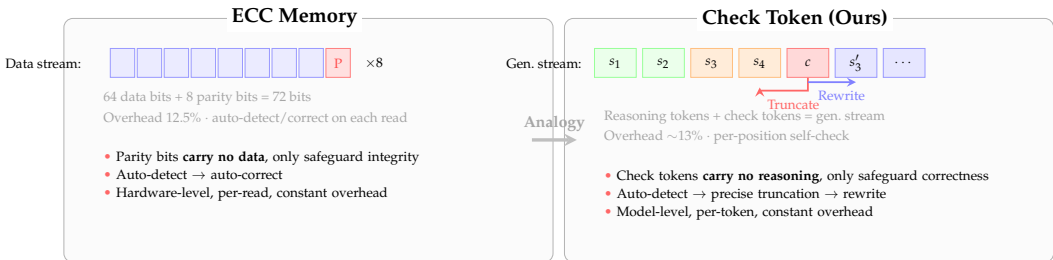 ECC Memory
Data stream:
P
×8
64 data bits + 8 parity bits = 72 bits
Overhead 12.5% · auto-detect/correct on each read
• Parity bits carry no data, only safeguard integrity
• Auto-detect → auto-correct
• Hardware-level, per-read, constant overhead
Analogy
Check Token (Ours)
Gen. stream:
s1 s2 s3 s4 c s′3 ···
Rewrite
Truncate
Reasoning tokens + check tokens = gen. stream
Overhead ~13% · per-position self-check
• Check tokens carry no reasoning, only safeguard correctness
• Auto-detect → precise truncation → rewrite
• Model-level, per-token, constant overhead